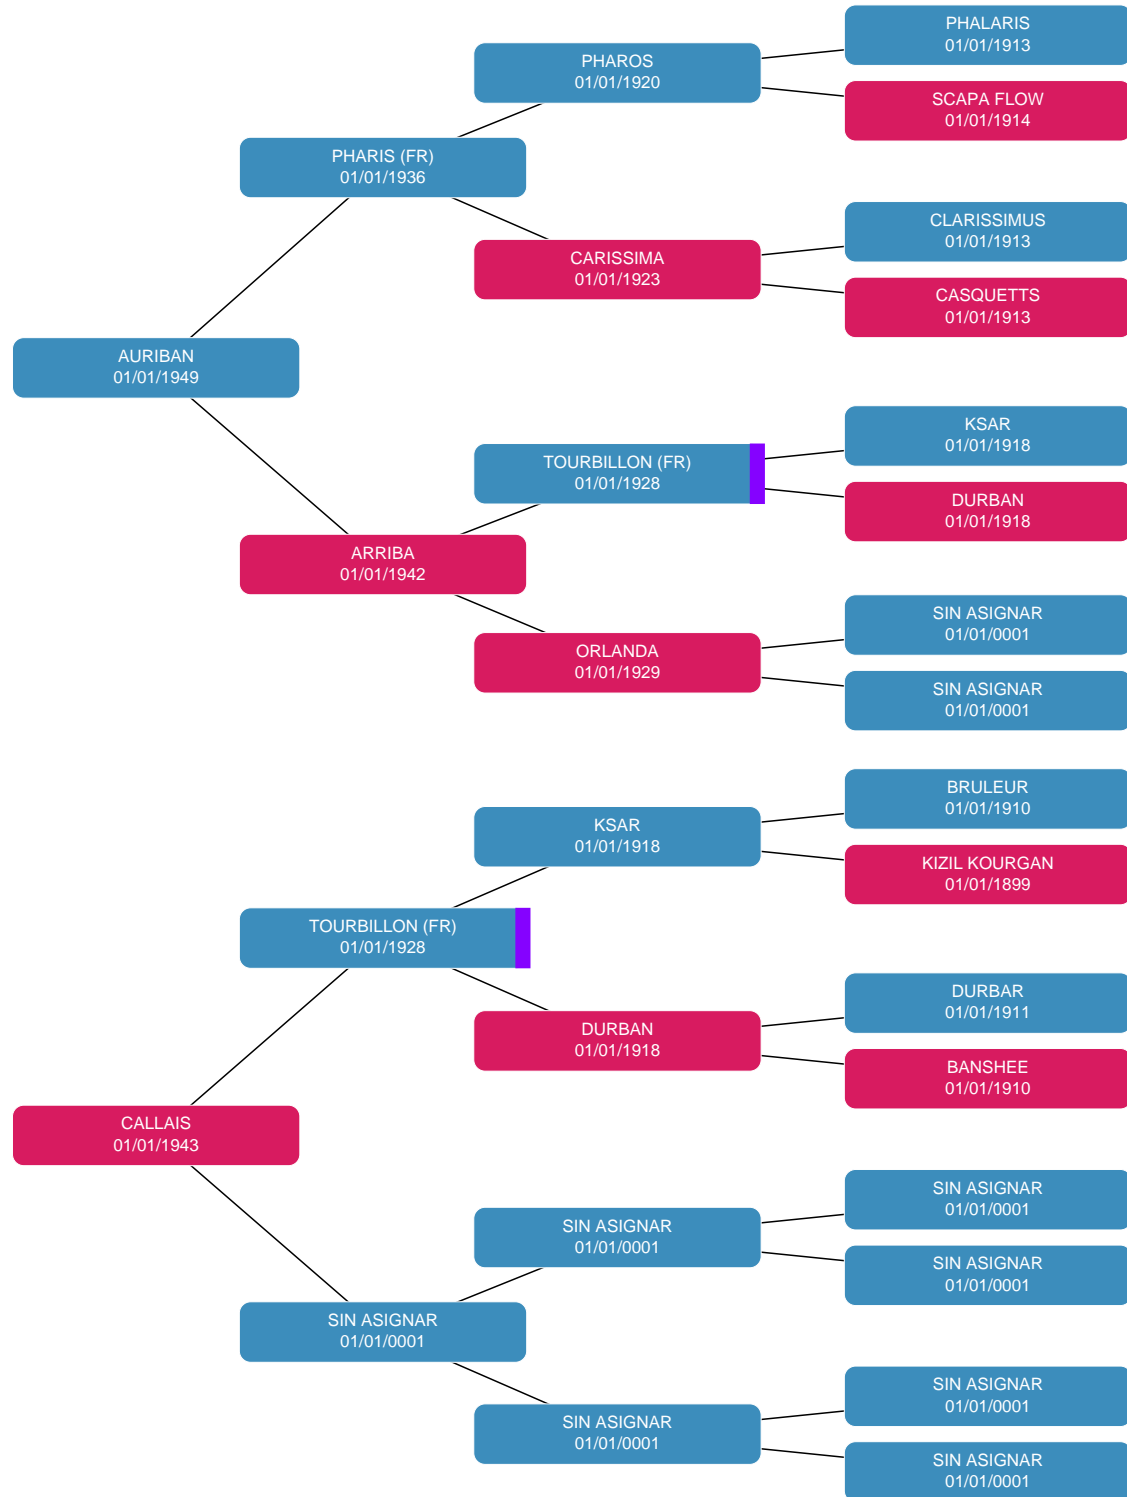 PHALARIS
01/01/1913
PHAROS
01/01/1920
SCAPA FLOW
01/01/1914
PHARIS (FR)
01/01/1936
CLARISSIMUS
01/01/1913
CARISSIMA
01/01/1923
CASQUETTS
01/01/1913
AURIBAN
01/01/1949
KSAR
01/01/1918
TOURBILLON (FR)
01/01/1928
DURBAN
01/01/1918
ARRIBA
01/01/1942
SIN ASIGNAR
01/01/0001
ORLANDA
01/01/1929
SIN ASIGNAR
01/01/0001
BRULEUR
01/01/1910
KSAR
01/01/1918
KIZIL KOURGAN
01/01/1899
TOURBILLON (FR)
01/01/1928
DURBAR
01/01/1911
DURBAN
01/01/1918
BANSHEE
01/01/1910
CALLAIS
01/01/1943
SIN ASIGNAR
01/01/0001
SIN ASIGNAR
01/01/0001
SIN ASIGNAR
01/01/0001
SIN ASIGNAR
01/01/0001
SIN ASIGNAR
01/01/0001
SIN ASIGNAR
01/01/0001
SIN ASIGNAR
01/01/0001